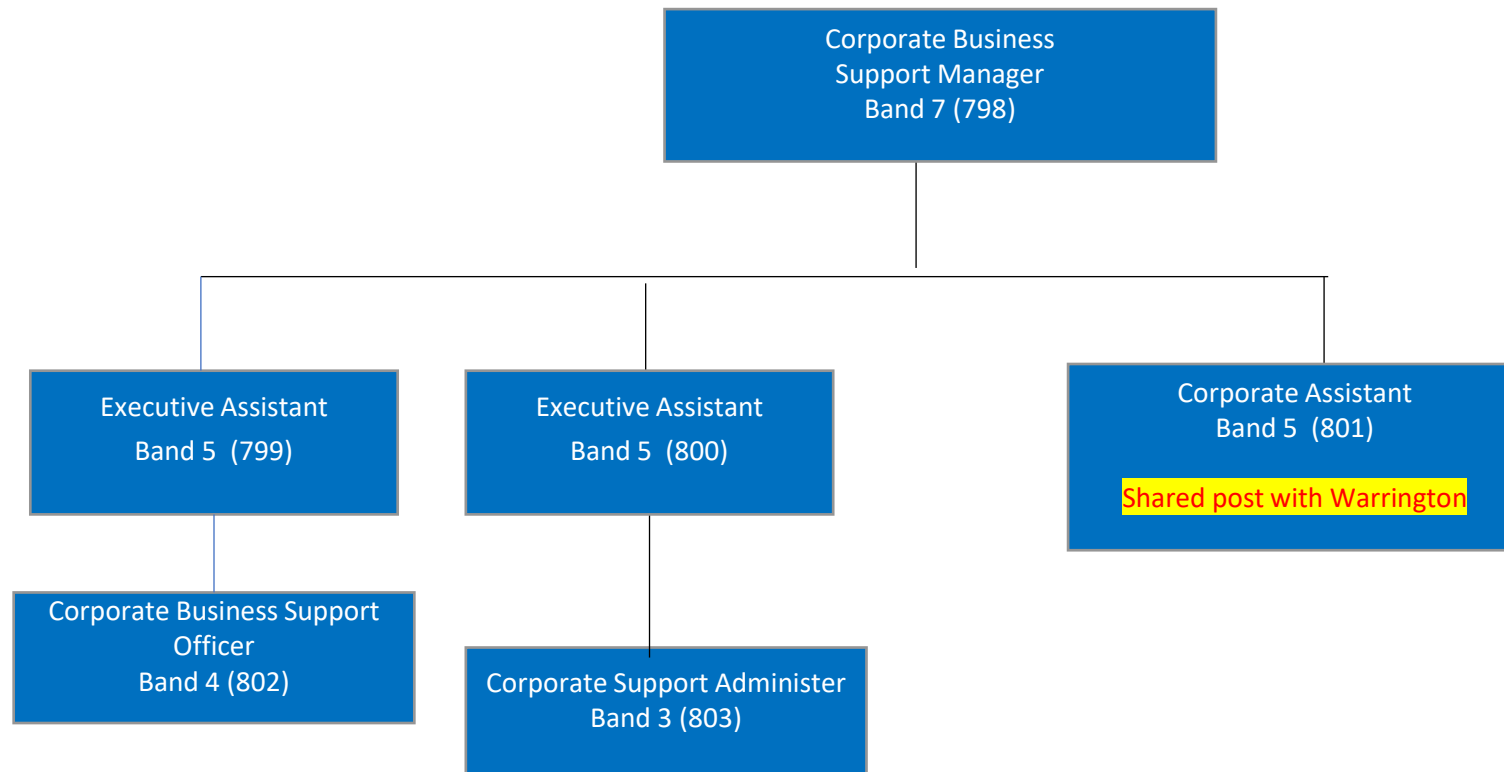 Corporate Business
Support Manager
Band 7 (798)
Executive Assistant
Band 5  (799)
Executive Assistant
Band 5  (800)
Corporate Assistant
Band 5  (801)
Shared post with Warrington
Corporate Business Support
Officer
Band 4 (802)
Corporate Support Administer
Band 3 (803)